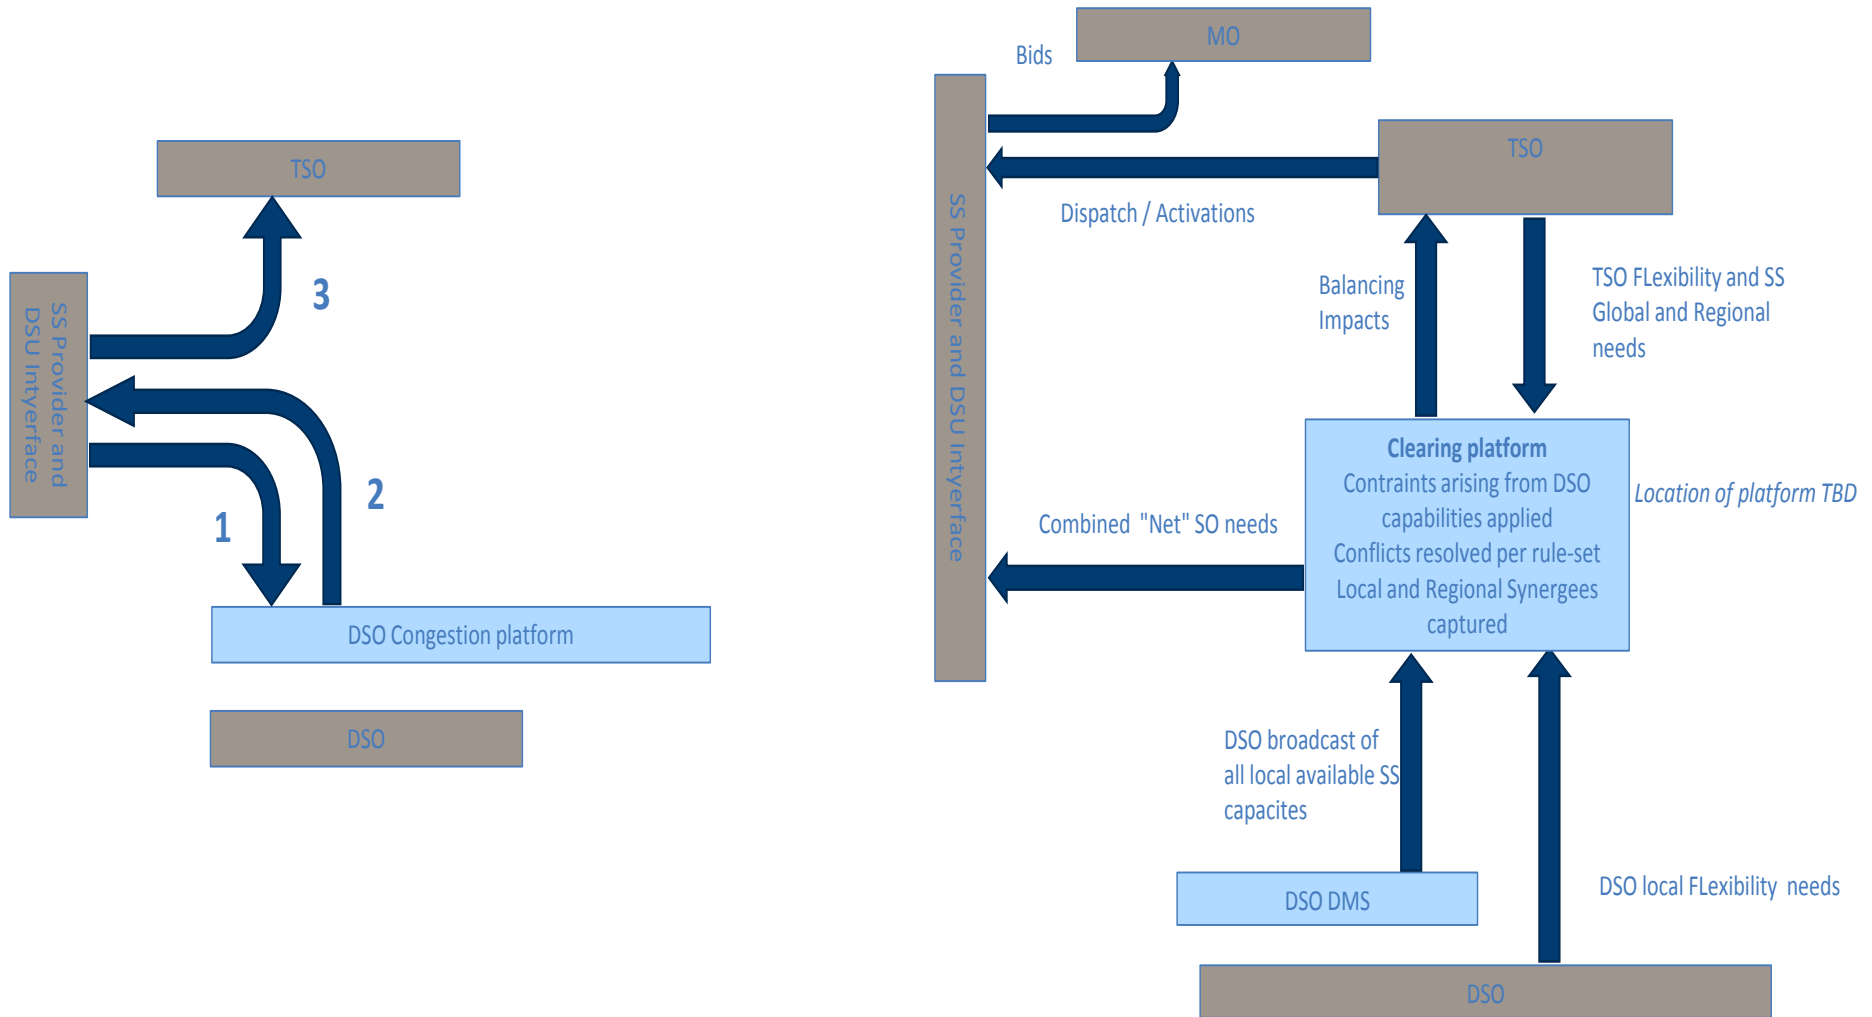 TSO
3
SS Provider and
DSU Intyerface
2
1
DSO Congestion platform
DSO
MO
Bids
TSO
SS Provider and DSU Intyerface
Dispatch / Activations
Balancing
Impacts
TSO FLexibility and SS
Global and Regional
needs
Clearing platform
Contraints arising from DSO
capabilities applied
Conflicts resolved per rule-set
Local and Regional Synergees
captured
Location of platform TBD
Combined "Net" SO needs
DSO broadcast of
all local available SS
capacites
DSO DMS
DSO local FLexibility needs
DSO